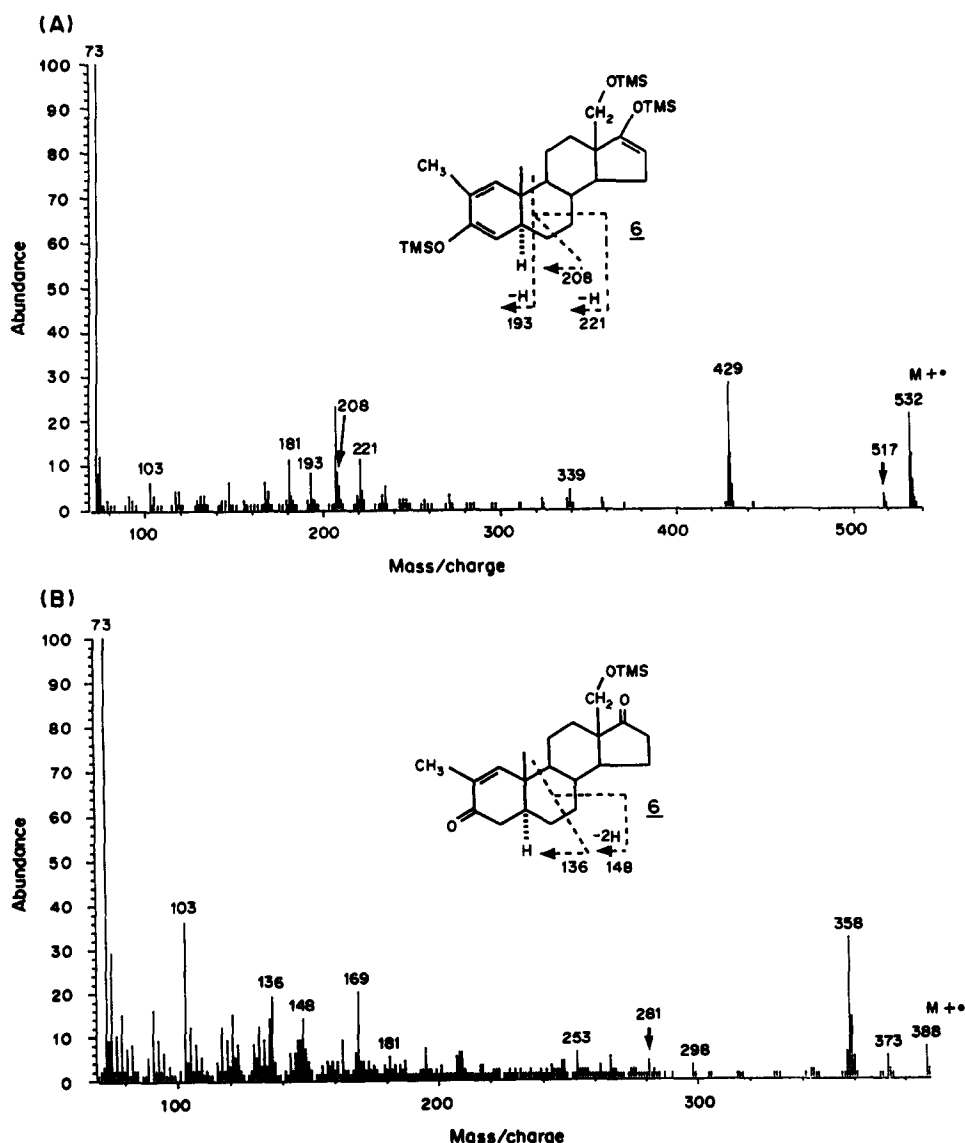 (A)
73
100
90
80
70
60
50
40
30
20
10
0
Abundance
OTMS
CH₂
OTMS
CH₃
TMSO
H
6
208
-H
193
-H
221
M+•
532
517
429
339
221
208
193
181
103
100
200
300
400
500
Mass/charge
(B)
73
100
90
80
70
60
50
40
30
20
10
0
Abundance
OTMS
CH₂
O
CH₃
O
H
6
-2H
136
148
M+•
388
373
358
298
281
253
181
169
148
136
103
100
200
300
Mass/charge